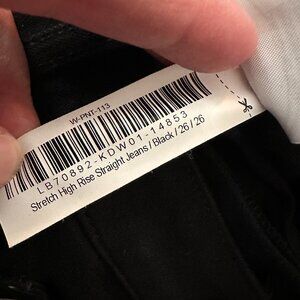 W-PNT-113
LB70892-KDW01-14853
Stretch High Rise Straight Jeans / Black / 26 / 26